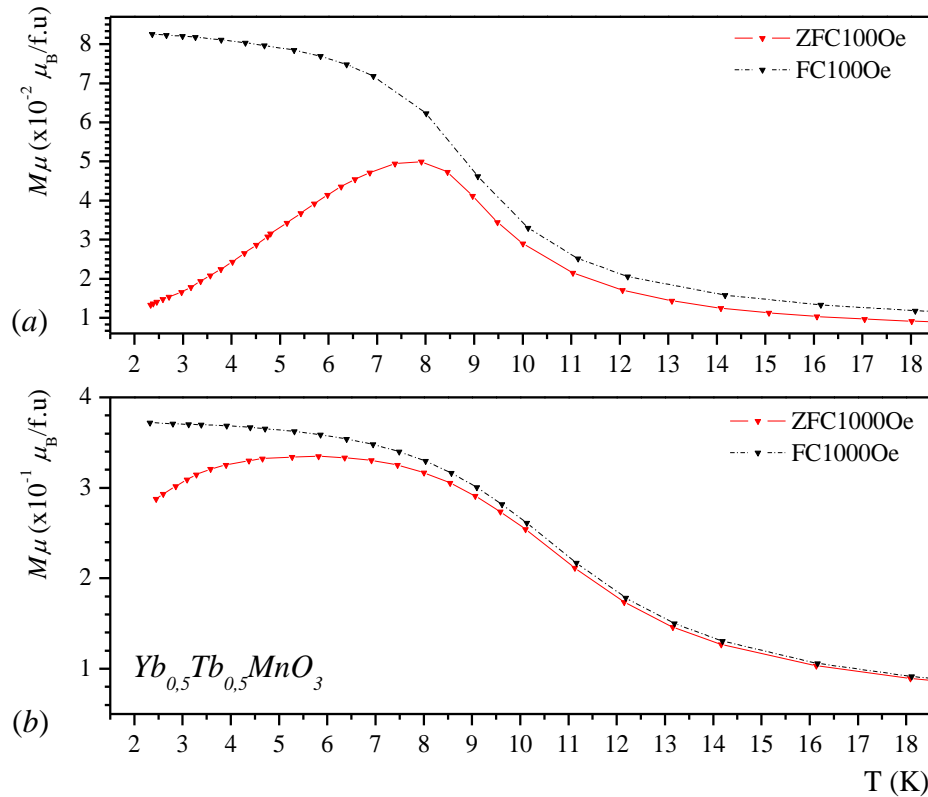 8
7
6
5
4
3
2
1
Mμ (x10⁻² μ_B/f.u)
ZFC100Oe
FC100Oe
(a)
2 3 4 5 6 7 8 9 10 11 12 13 14 15 16 17 18
4
3
2
1
Mμ (x10⁻¹ μ_B/f.u)
ZFC1000Oe
FC1000Oe
Yb₀,₅Tb₀,₅MnO₃
(b)
2 3 4 5 6 7 8 9 10 11 12 13 14 15 16 17 18
T (K)